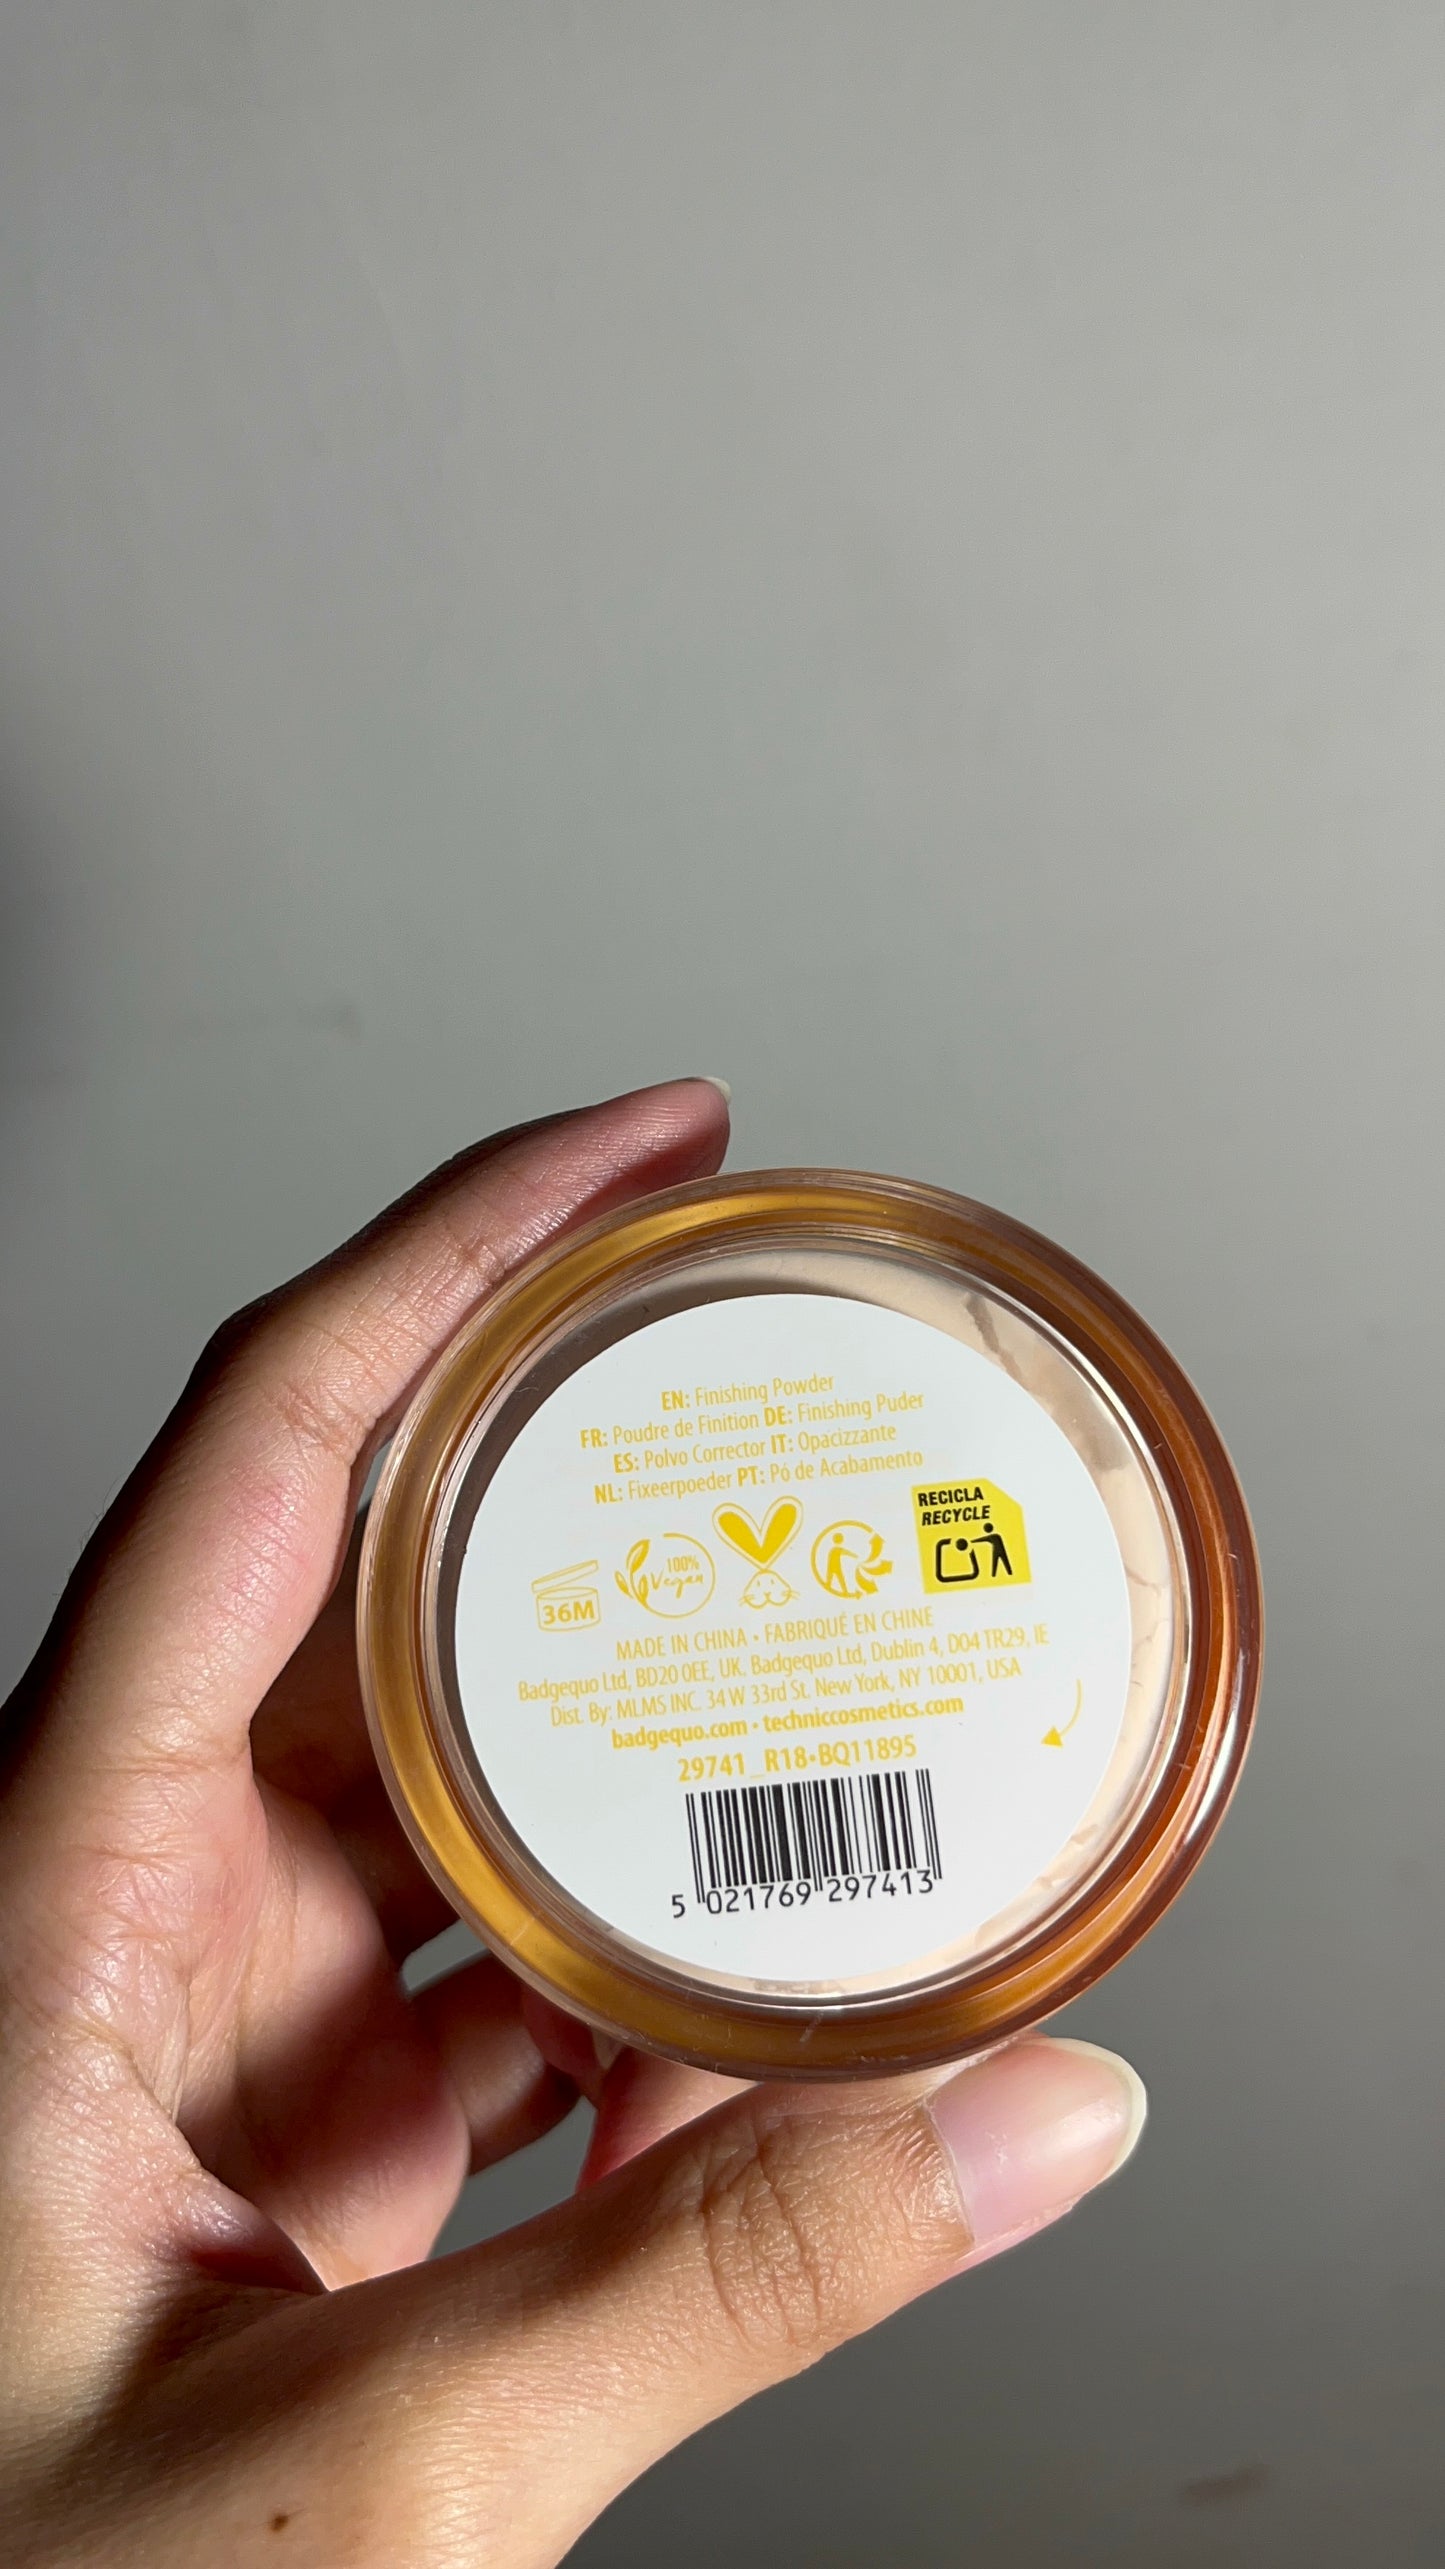 EN: Finishing Powder
FR: Poudre de Finition DE: Finishing Puder
ES: Polvo Corrector IT: Opacizzante
NL: Fixeerpoeder PT: Pó de Acabamento
RECICLA
RECYCLE
36M
100%
Vegan
MADE IN CHINA • FABRIQUÉ EN CHINE
Badgequo Ltd, BD20 0EE, UK. Badgequo Ltd, Dublin 4, D04 TR29, IE
Dist. By: MLMS INC. 34 W 33rd St. New York, NY 10001, USA
badgequo.com • techniccosmetics.com
29741_R18•BQ11895
5 021769 297413